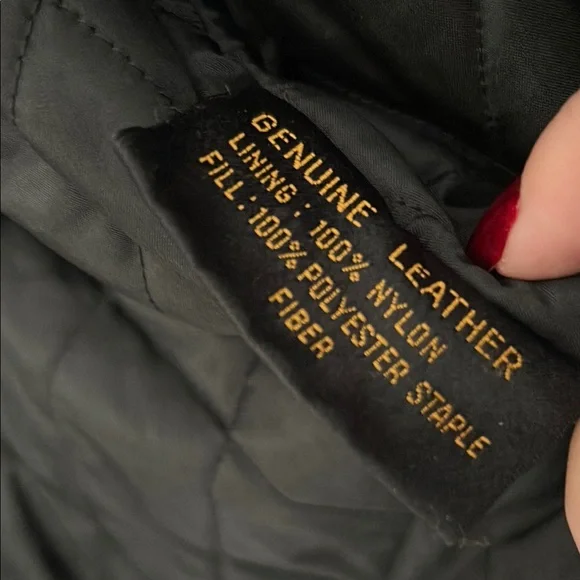 GENUINE LEATHER
LINING: 100% NYLON
FILL: 100% POLYESTER STAPLE
FIBER